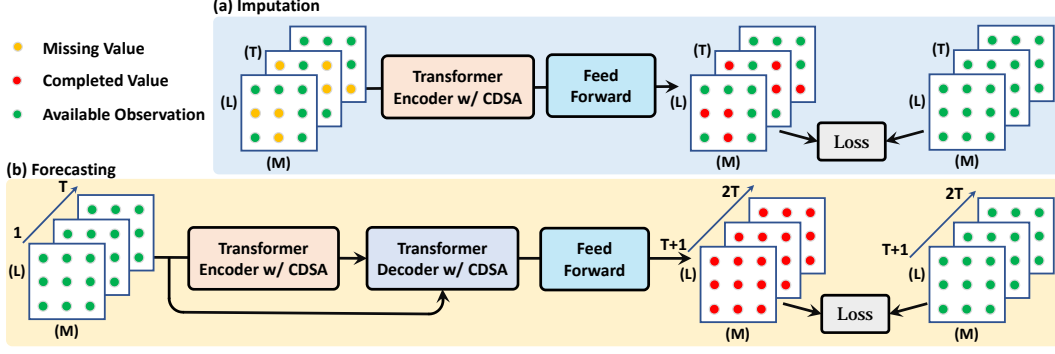 (a) Imputation
Missing Value
Completed Value
Available Observation
(T)
(L)
(M)
Transformer
Encoder w/ CDSA
Feed
Forward
(T)
(L)
(M)
Loss
(T)
(L)
(M)
(b) Forecasting
1
T
(L)
(M)
Transformer
Encoder w/ CDSA
Transformer
Decoder w/ CDSA
Feed
Forward
T+1
2T
(L)
(M)
Loss
T+1
2T
(L)
(M)